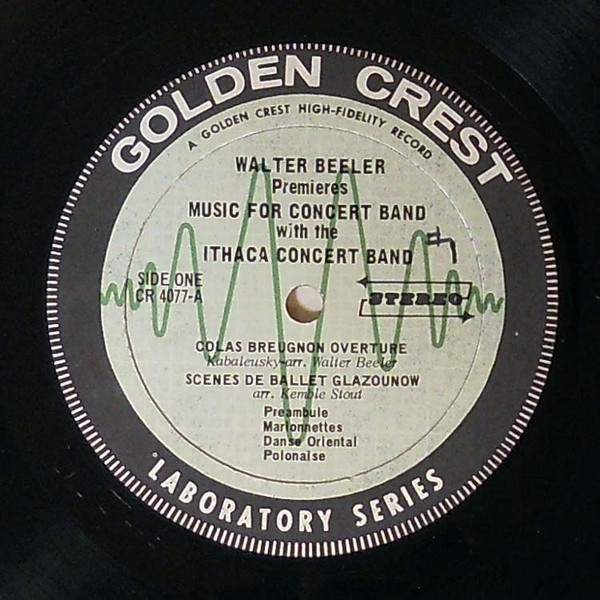 GOLDEN CREST
A GOLDEN CREST HIGH-FIDELITY RECORD
WALTER BEELER
Premieres
MUSIC FOR CONCERT BAND
with the
ITHACA CONCERT BAND
#1
SIDE ONE
CR 4077-A
STEREO
COLAS BREUGNON OVERTURE
Kabaleusky-arr. Walter Beeler
SCENES DE BALLET GLAZOUNOW
arr. Kemble Stout
Preambule
Marionnettes
Danse Oriental
Polonaise
LABORATORY SERIES